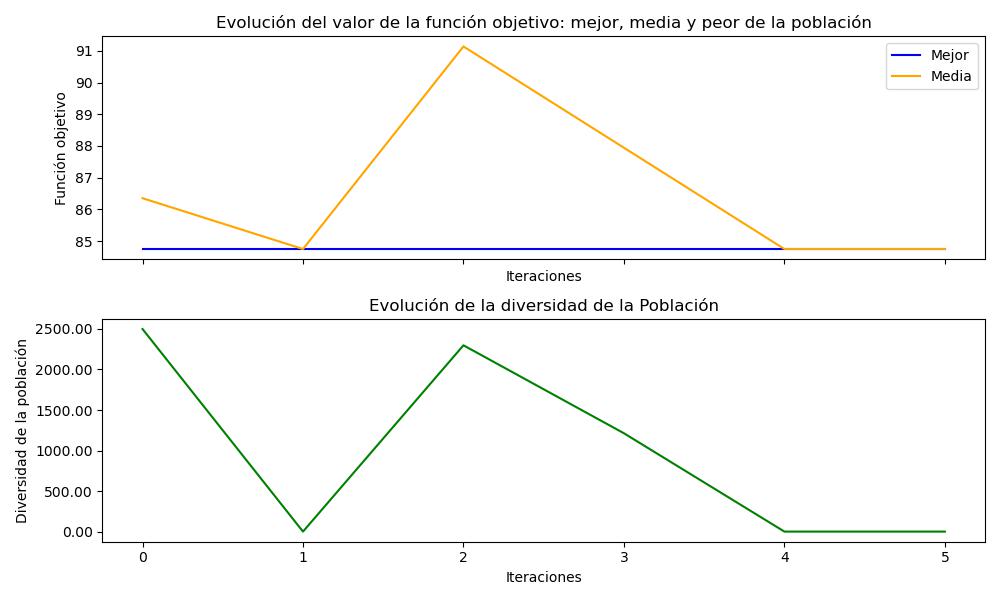 Evolución del valor de la función objetivo: mejor, media y peor de la población
Función objetivo
91
90
89
88
87
86
85
Mejor
Media
Iteraciones
Evolución de la diversidad de la Población
Diversidad de la población
2500.00
2000.00
1500.00
1000.00
500.00
0.00
0 1 2 3 4 5
Iteraciones